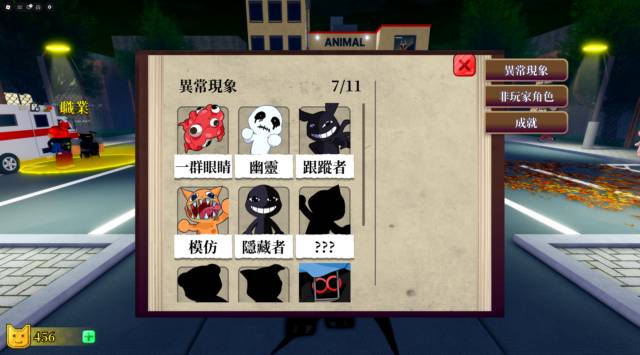 ANIMAL
異常現象 7/11
職業
一群眼睛 幽靈 跟蹤者
模仿 隱藏者 ???
異常現象
非玩家角色
成就
456